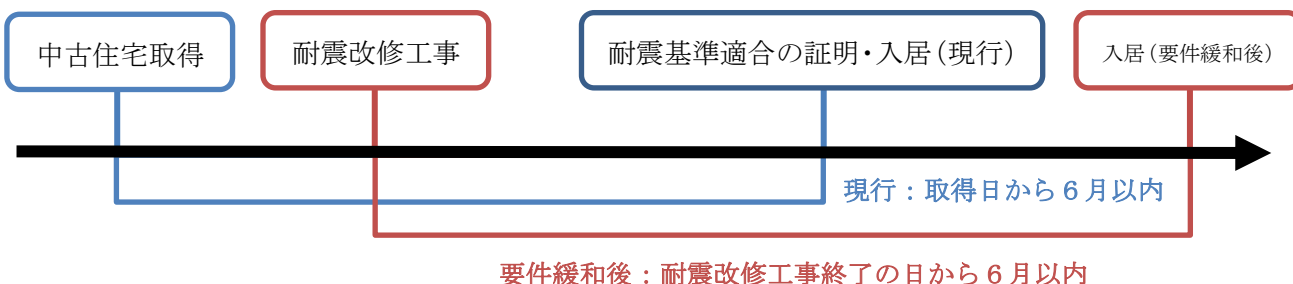 中古住宅取得
耐震改修工事
耐震基準適合の証明・入居(現行)
入居(要件緩和後)
現行：取得日から６月以内
要件緩和後：耐震改修工事終了の日から６月以内